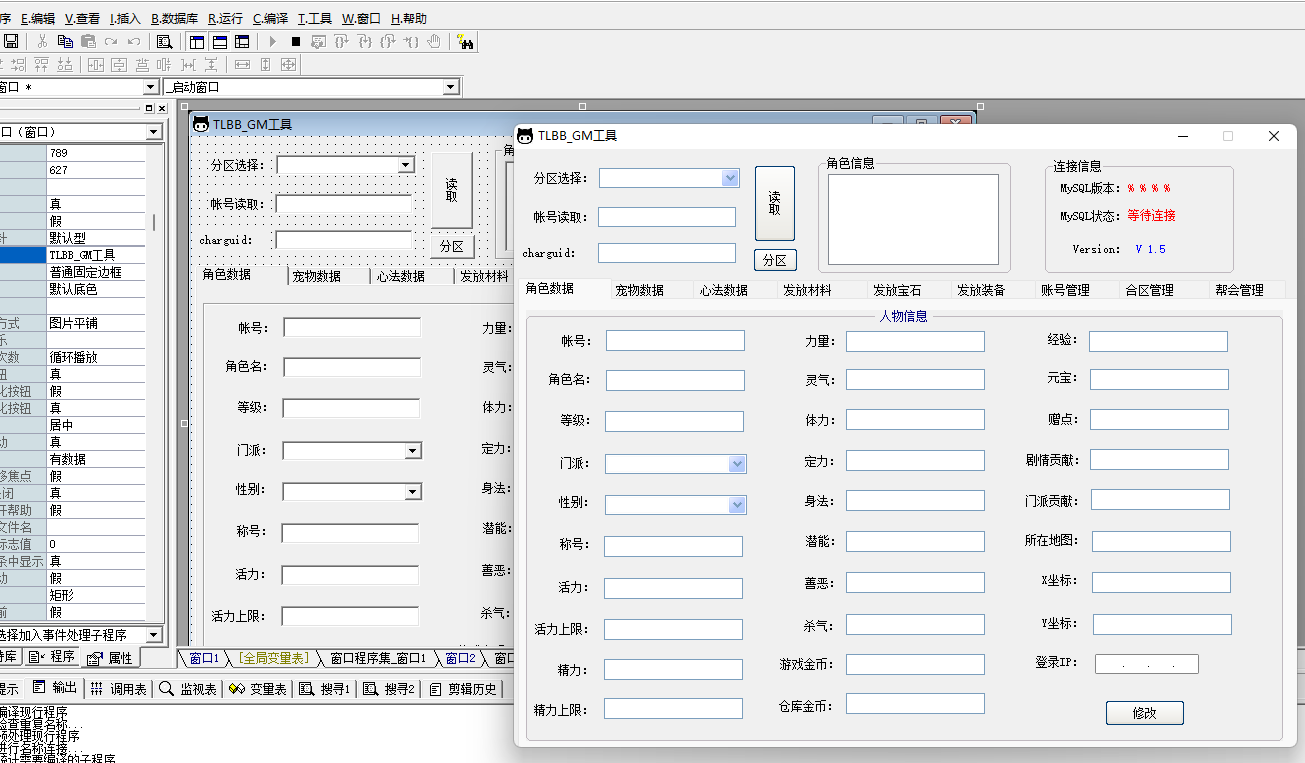 序 E.编辑 V.查看 I.插入 B.数据库 R.运行 C.编译 T.工具 W.窗口 H.帮助
窗口 * _启动窗口
口（窗口）
789
627
真
假
针 默认型
TLBB_GM工具
普通固定边框
默认底色
方式 图片平铺
乐
次数 循环播放
钮 真
化按钮 假
化按钮 真
居中
动 真
有数据
移焦点 假
关闭 真
开帮助 假
文件名
标志值 0
条中显示 真
动 假
矩形
前 假
选择加入事件处理子程序
持库 程序 属性
TLBB_GM工具
分区选择：
帐号读取：
charguid:
读取
分区
角
角色数据 宠物数据 心法数据 发放材料
帐号： 力量：
角色名： 灵气：
等级： 体力：
门派： 定力：
性别： 身法：
称号： 潜能：
活力： 善恶：
活力上限： 杀气：
窗口1 [全局变量表] 窗口程序集_窗口1 窗口2 窗口
提示 输出 调用表 监视表 变量表 搜寻1 搜寻2 剪辑历史
编译现行程序
检查重复名称...
预处理现行程序
进行名称连接...
统计需要编译的子程序
TLBB_GM工具
分区选择：
帐号读取：
charguid:
读取
分区
角色信息
连接信息
MySQL版本：％％％％
MySQL状态：等待连接
Version: V 1.5
角色数据 宠物数据 心法数据 发放材料 发放宝石 发放装备 账号管理 合区管理 帮会管理
人物信息
帐号： 力量： 经验：
角色名： 灵气： 元宝：
等级： 体力： 赠点：
门派： 定力： 剧情贡献：
性别： 身法： 门派贡献：
称号： 潜能： 所在地图：
活力： 善恶： X坐标：
活力上限： 杀气： Y坐标：
精力： 游戏金币： 登录IP： . . .
精力上限： 仓库金币： 修改